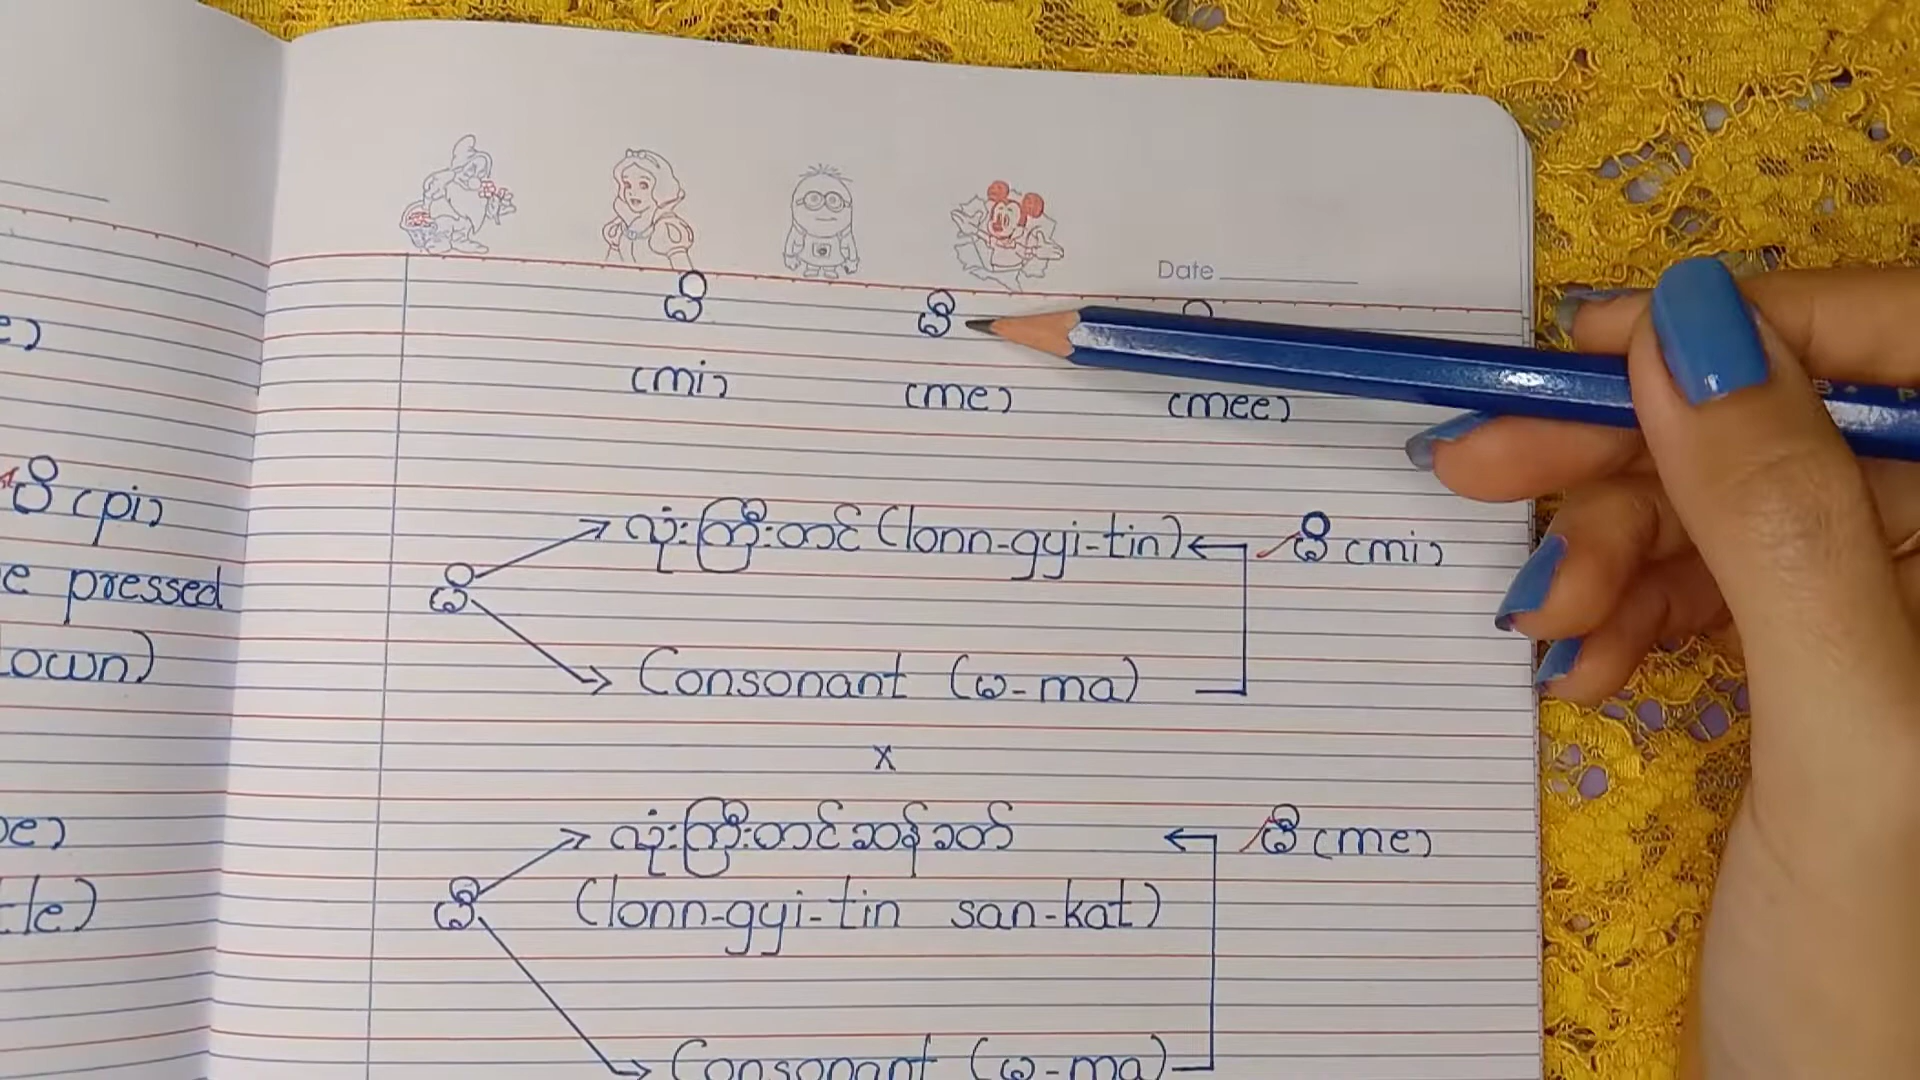 Date
မိ မီ
(mi) (me) (mee)
လုံးကြီးတင် (lonn-gyi-tin) မိ (mi)
မိ
Consonant (မ- ma)
x
လုံးကြီးတင်ဆန်ခတ် မီ (me)
မီ (lonn-gyi-tin san-kat)
Consonant (မ- ma)
ပိ (pi)
e pressed
own)